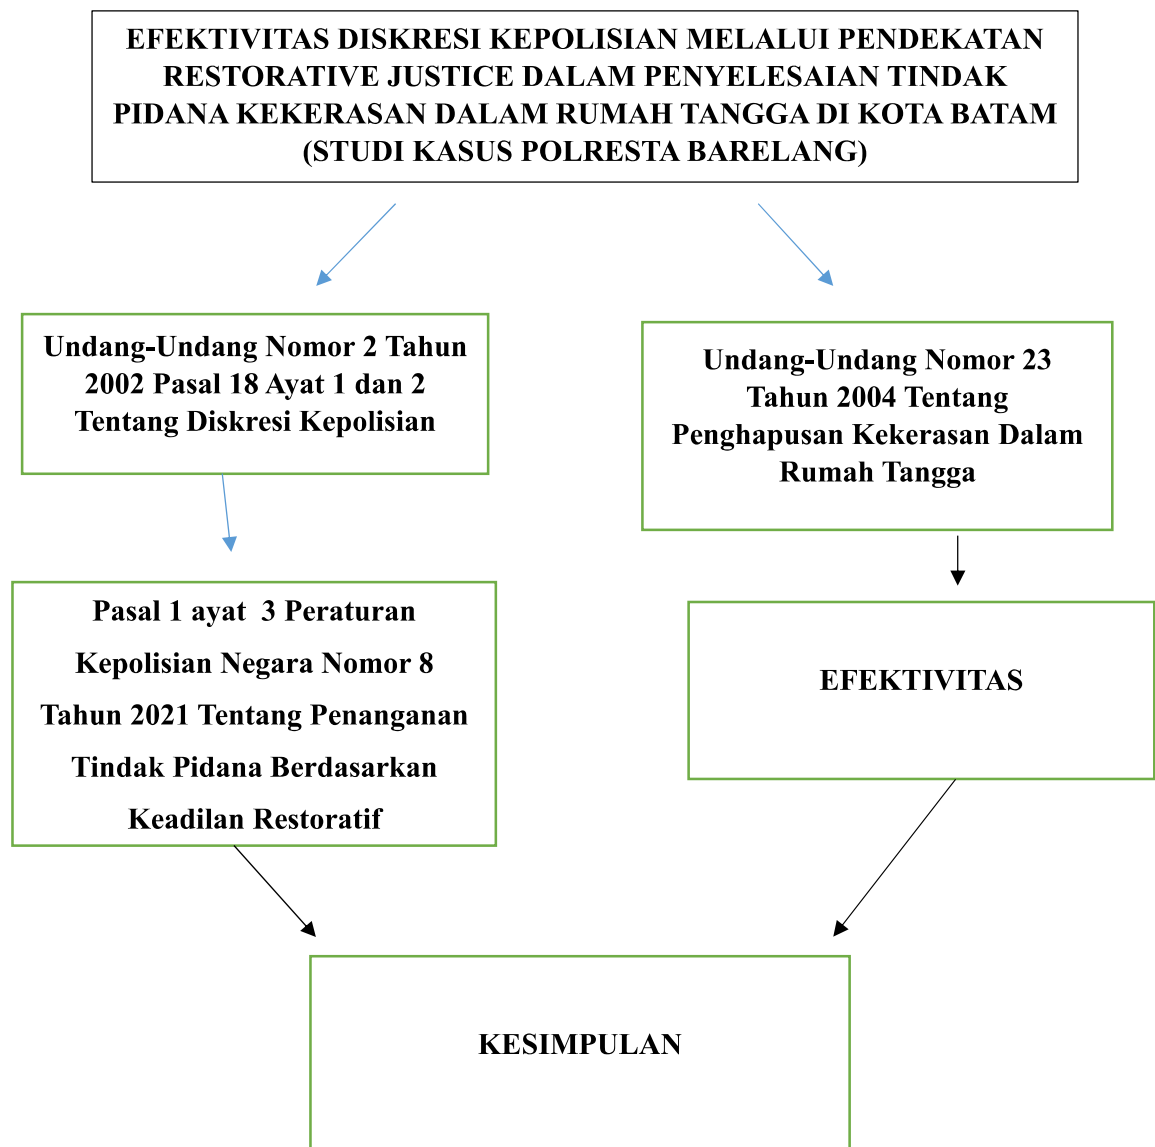 EFEKTIVITAS DISKRESI KEPOLISIAN MELALUI PENDEKATAN
RESTORATIVE JUSTICE DALAM PENYELESAIAN TINDAK
PIDANA KEKERASAN DALAM RUMAH TANGGA DI KOTA BATAM
(STUDI KASUS POLRESTA BARELANG)
Undang-Undang Nomor 2 Tahun
2002 Pasal 18 Ayat 1 dan 2
Tentang Diskresi Kepolisian
Undang-Undang Nomor 23
Tahun 2004 Tentang
Penghapusan Kekerasan Dalam
Rumah Tangga
Pasal 1 ayat 3 Peraturan
Kepolisian Negara Nomor 8
Tahun 2021 Tentang Penanganan
Tindak Pidana Berdasarkan
Keadilan Restoratif
EFEKTIVITAS
KESIMPULAN